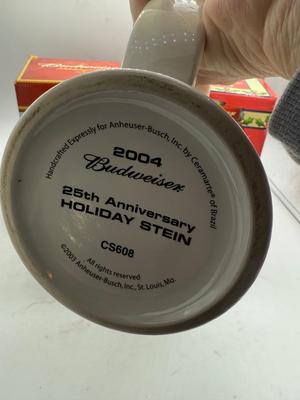 Handcrafted Expressly for Anheuser-Busch, Inc. by Ceramarte® of Brazil
2004
Budweiser
25th Anniversary
HOLIDAY STEIN
CS608
All rights reserved
©2003 Anheuser-Busch, Inc., St. Louis, Mo.